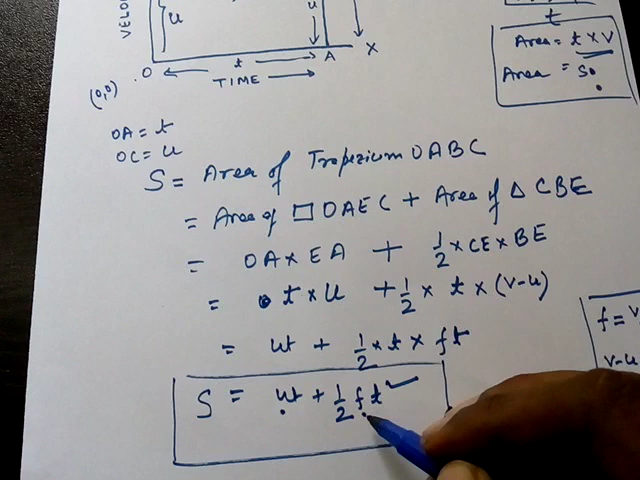 VELO
u
u
t
A
X
O
TIME
(0,0)
t
Area = t × V
Area = S
OA = t
OC = u
S = Area of Trapezium OABC
= Area of □ OAEC + Area of △ CBE
= OA × EA + 1/2 × CE × BE
= t × u + 1/2 × t × (v-u)
= ut + 1/2 × t × ft
S = ut + 1/2 f t
f = v
v-u